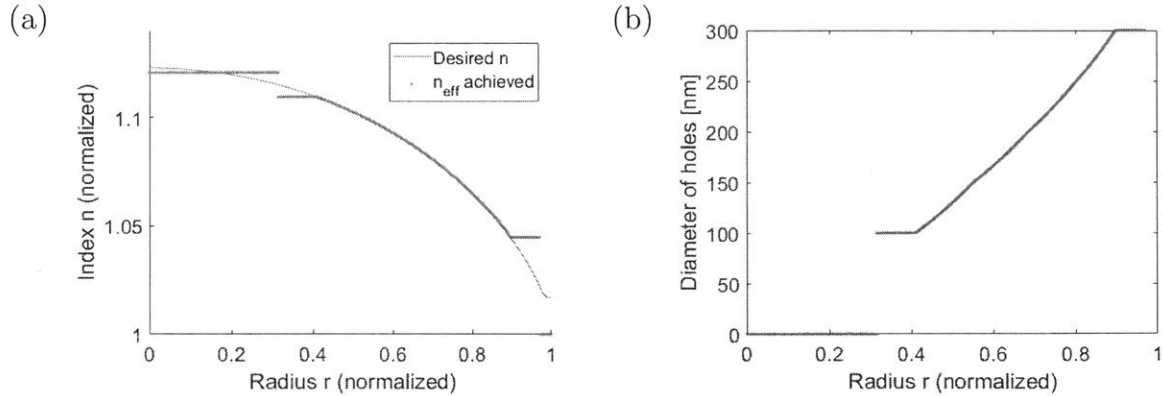 (a)
Index n (normalized)
1.1
1.05
1
Desired n
n_eff achieved
0 0.2 0.4 0.6 0.8 1
Radius r (normalized)
(b)
Diameter of holes [nm]
300
250
200
150
100
50
0
0 0.2 0.4 0.6 0.8 1
Radius r (normalized)